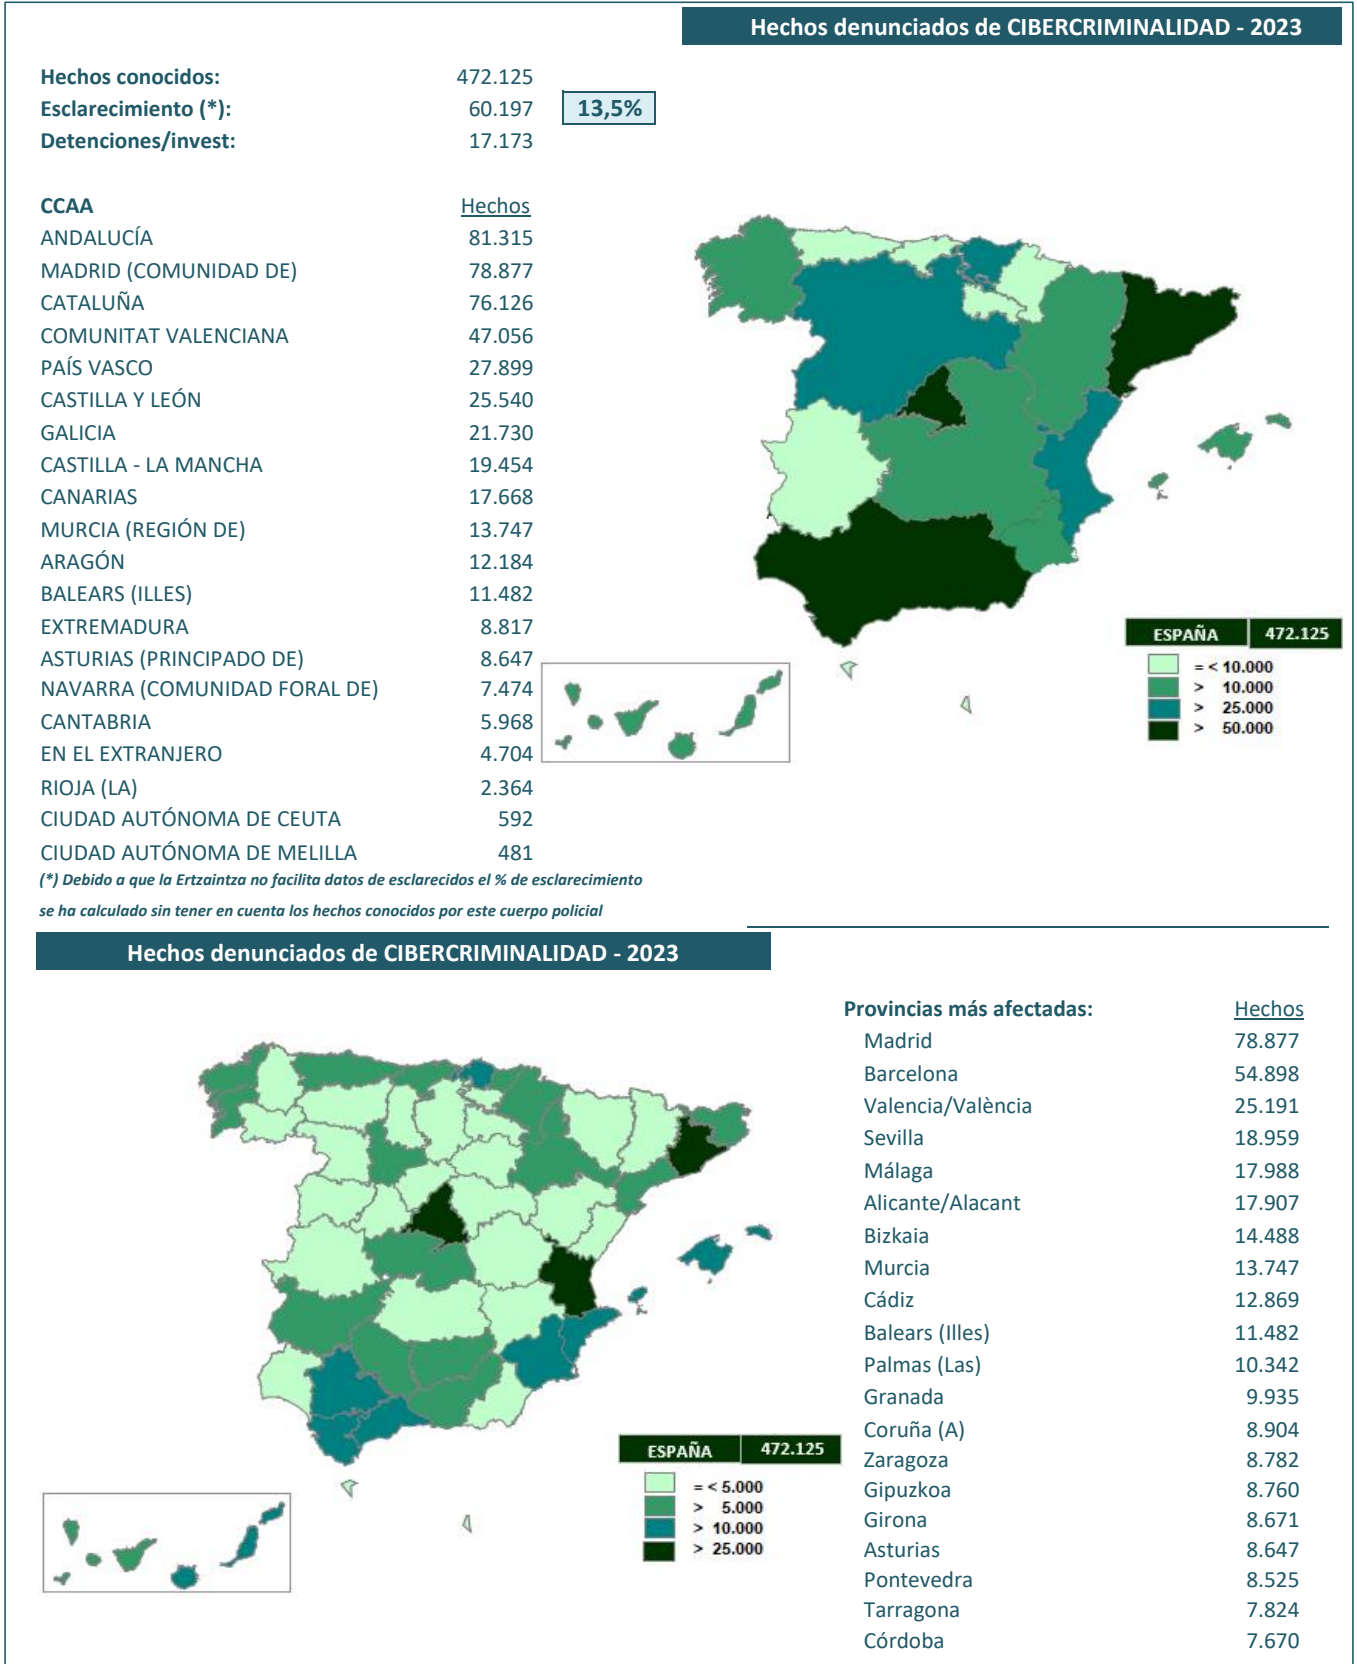 Hechos denunciados de CIBERCRIMINALIDAD - 2023
Hechos conocidos: 472.125
Esclarecimiento (*): 60.197 13,5%
Detenciones/invest: 17.173
CCAA Hechos
ANDALUCÍA 81.315
MADRID (COMUNIDAD DE) 78.877
CATALUÑA 76.126
COMUNITAT VALENCIANA 47.056
PAÍS VASCO 27.899
CASTILLA Y LEÓN 25.540
GALICIA 21.730
CASTILLA - LA MANCHA 19.454
CANARIAS 17.668
MURCIA (REGIÓN DE) 13.747
ARAGÓN 12.184
BALEARS (ILLES) 11.482
EXTREMADURA 8.817
ASTURIAS (PRINCIPADO DE) 8.647
NAVARRA (COMUNIDAD FORAL DE) 7.474
CANTABRIA 5.968
EN EL EXTRANJERO 4.704
RIOJA (LA) 2.364
CIUDAD AUTÓNOMA DE CEUTA 592
CIUDAD AUTÓNOMA DE MELILLA 481
(*) Debido a que la Ertzaintza no facilita datos de esclarecidos el % de esclarecimiento
se ha calculado sin tener en cuenta los hechos conocidos por este cuerpo policial
ESPAÑA 472.125
= < 10.000
> 10.000
> 25.000
> 50.000
Hechos denunciados de CIBERCRIMINALIDAD - 2023
ESPAÑA 472.125
= < 5.000
> 5.000
> 10.000
> 25.000
Provincias más afectadas: Hechos
Madrid 78.877
Barcelona 54.898
Valencia/València 25.191
Sevilla 18.959
Málaga 17.988
Alicante/Alacant 17.907
Bizkaia 14.488
Murcia 13.747
Cádiz 12.869
Balears (Illes) 11.482
Palmas (Las) 10.342
Granada 9.935
Coruña (A) 8.904
Zaragoza 8.782
Gipuzkoa 8.760
Girona 8.671
Asturias 8.647
Pontevedra 8.525
Tarragona 7.824
Córdoba 7.670